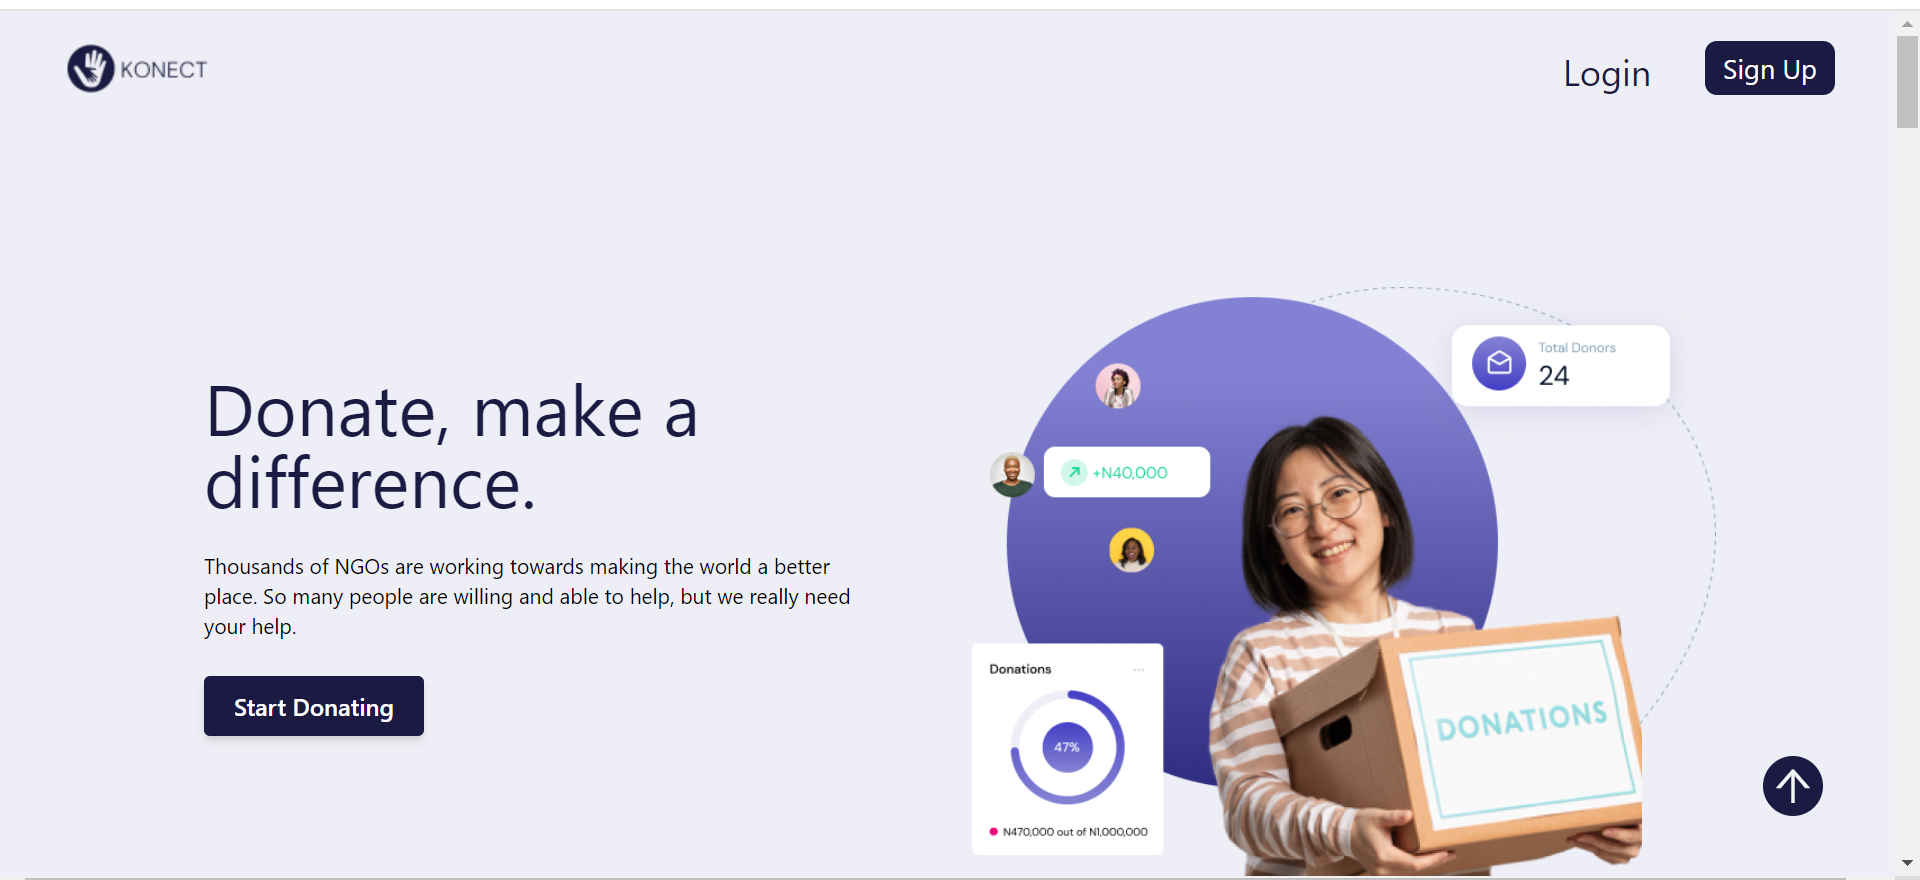 KONECT
Login
Sign Up
Donate, make a
difference.
Thousands of NGOs are working towards making the world a better
place. So many people are willing and able to help, but we really need
your help.
Start Donating
Total Donors
24
+N40,000
Donations
47%
N470,000 out of N1,000,000
DONATIONS